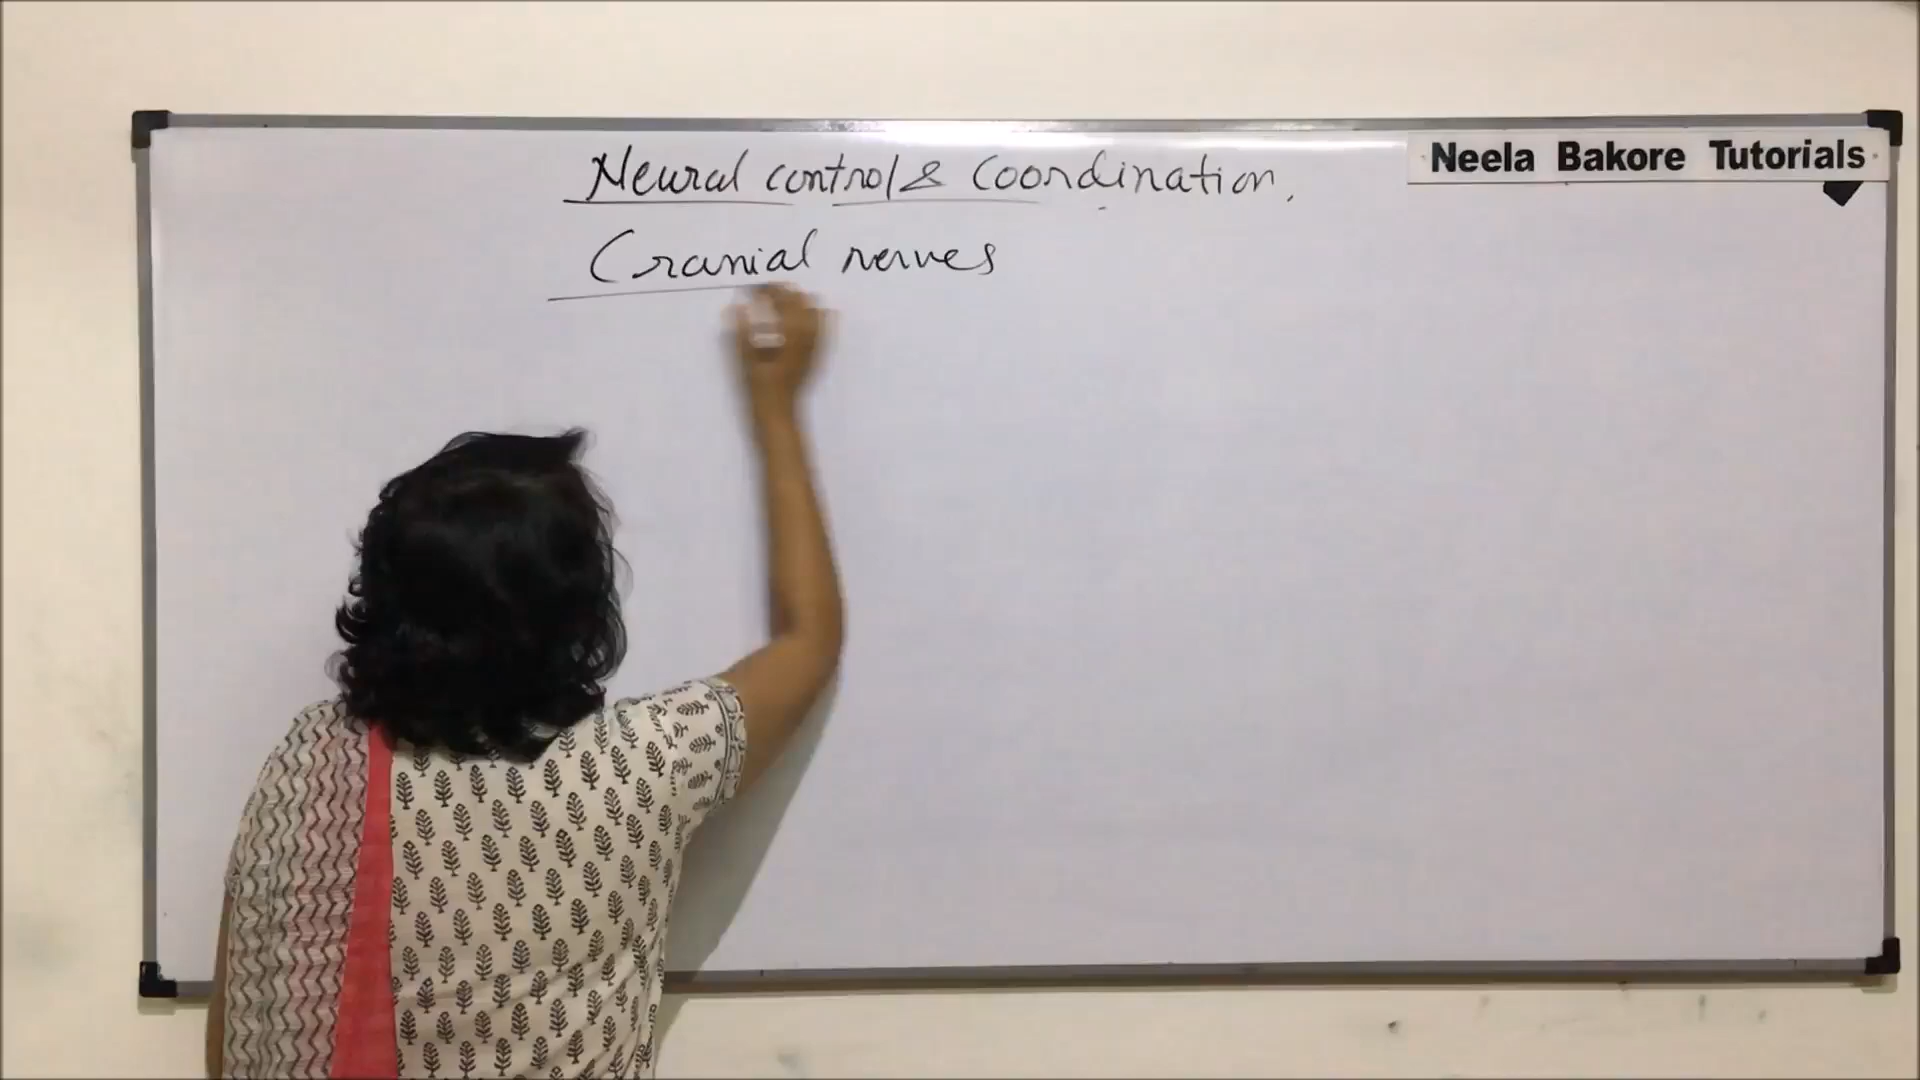 Neela Bakore Tutorials
Neural control & Coordination.
Cranial nerves